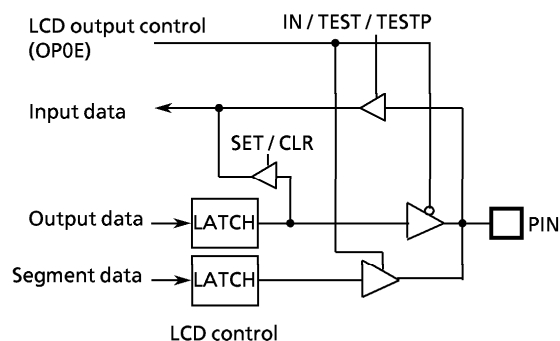 LCD output control
(OP0E)
IN / TEST / TESTP
Input data
SET / CLR
Output data
LATCH
PIN
Segment data
LATCH
LCD control